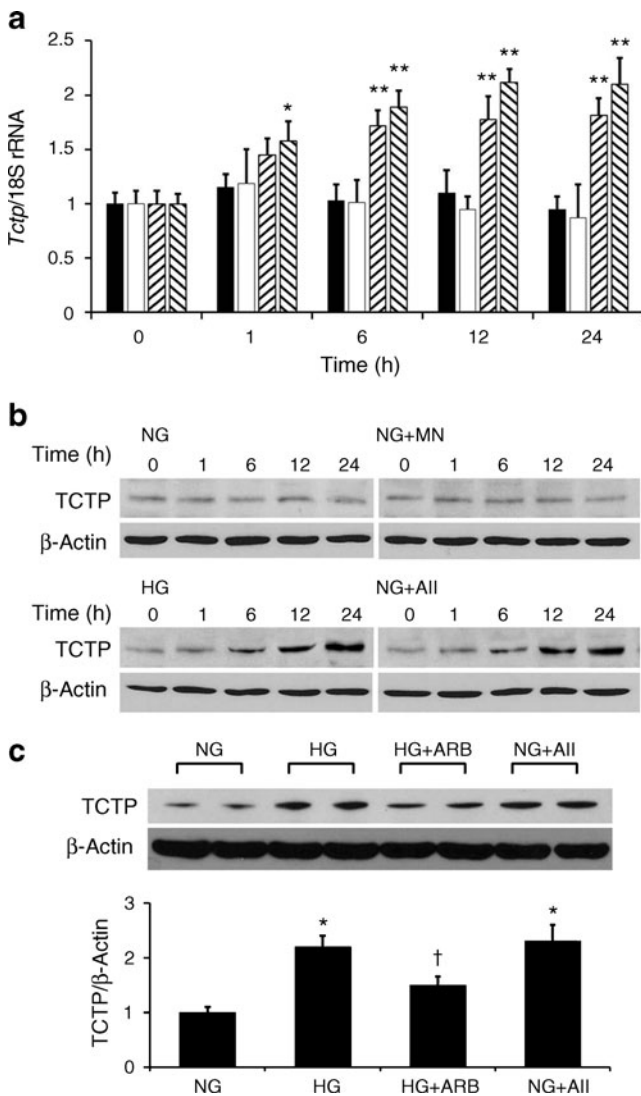 a
Tctp/18S rRNA
2.5
2
1.5
1
0.5
0
*
**
**
**
**
**
**
0 1 6 12 24
Time (h)
b
NG NG+MN
Time (h) 0 1 6 12 24 0 1 6 12 24
TCTP
β-Actin
HG NG+AII
Time (h) 0 1 6 12 24 0 1 6 12 24
TCTP
β-Actin
c
NG HG HG+ARB NG+AII
TCTP
β-Actin
TCTP/β-Actin
3
2
1
0
*
†
*
NG HG HG+ARB NG+AII